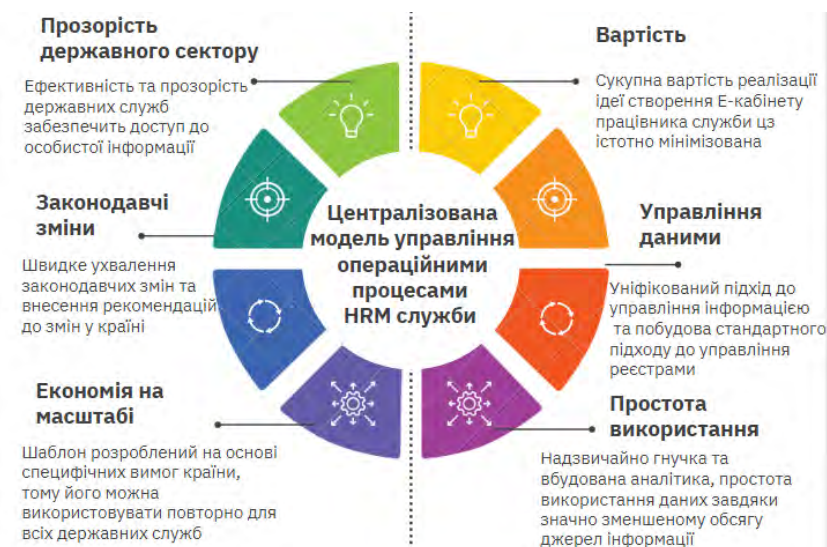 Прозорість
державного сектору
Ефективність та прозорість
державних служб
забезпечить доступ до
особистої інформації
Законодавчі
зміни
Швидке ухвалення
законодавчих змін та
внесення рекомендацій
до змін у країні
Економія на
масштабі
Шаблон розроблений на основі
специфічних вимог країни,
тому його можна
використовувати повторно для
всіх державних служб
Централізована
модель управління
операційними
процесами
HRM служби
Вартість
Сукупна вартість реалізації
ідеї створення Е-кабінету
працівника служби цз
істотно мінімізована
Управління
даними
Уніфікований підхід до
управління інформацією
та побудова стандартного
підходу до управління
реєстрами
Простота
використання
Надзвичайно гнучка та
вбудована аналітика, простота
використання даних завдяки
значно зменшеному обсягу
джерел інформації